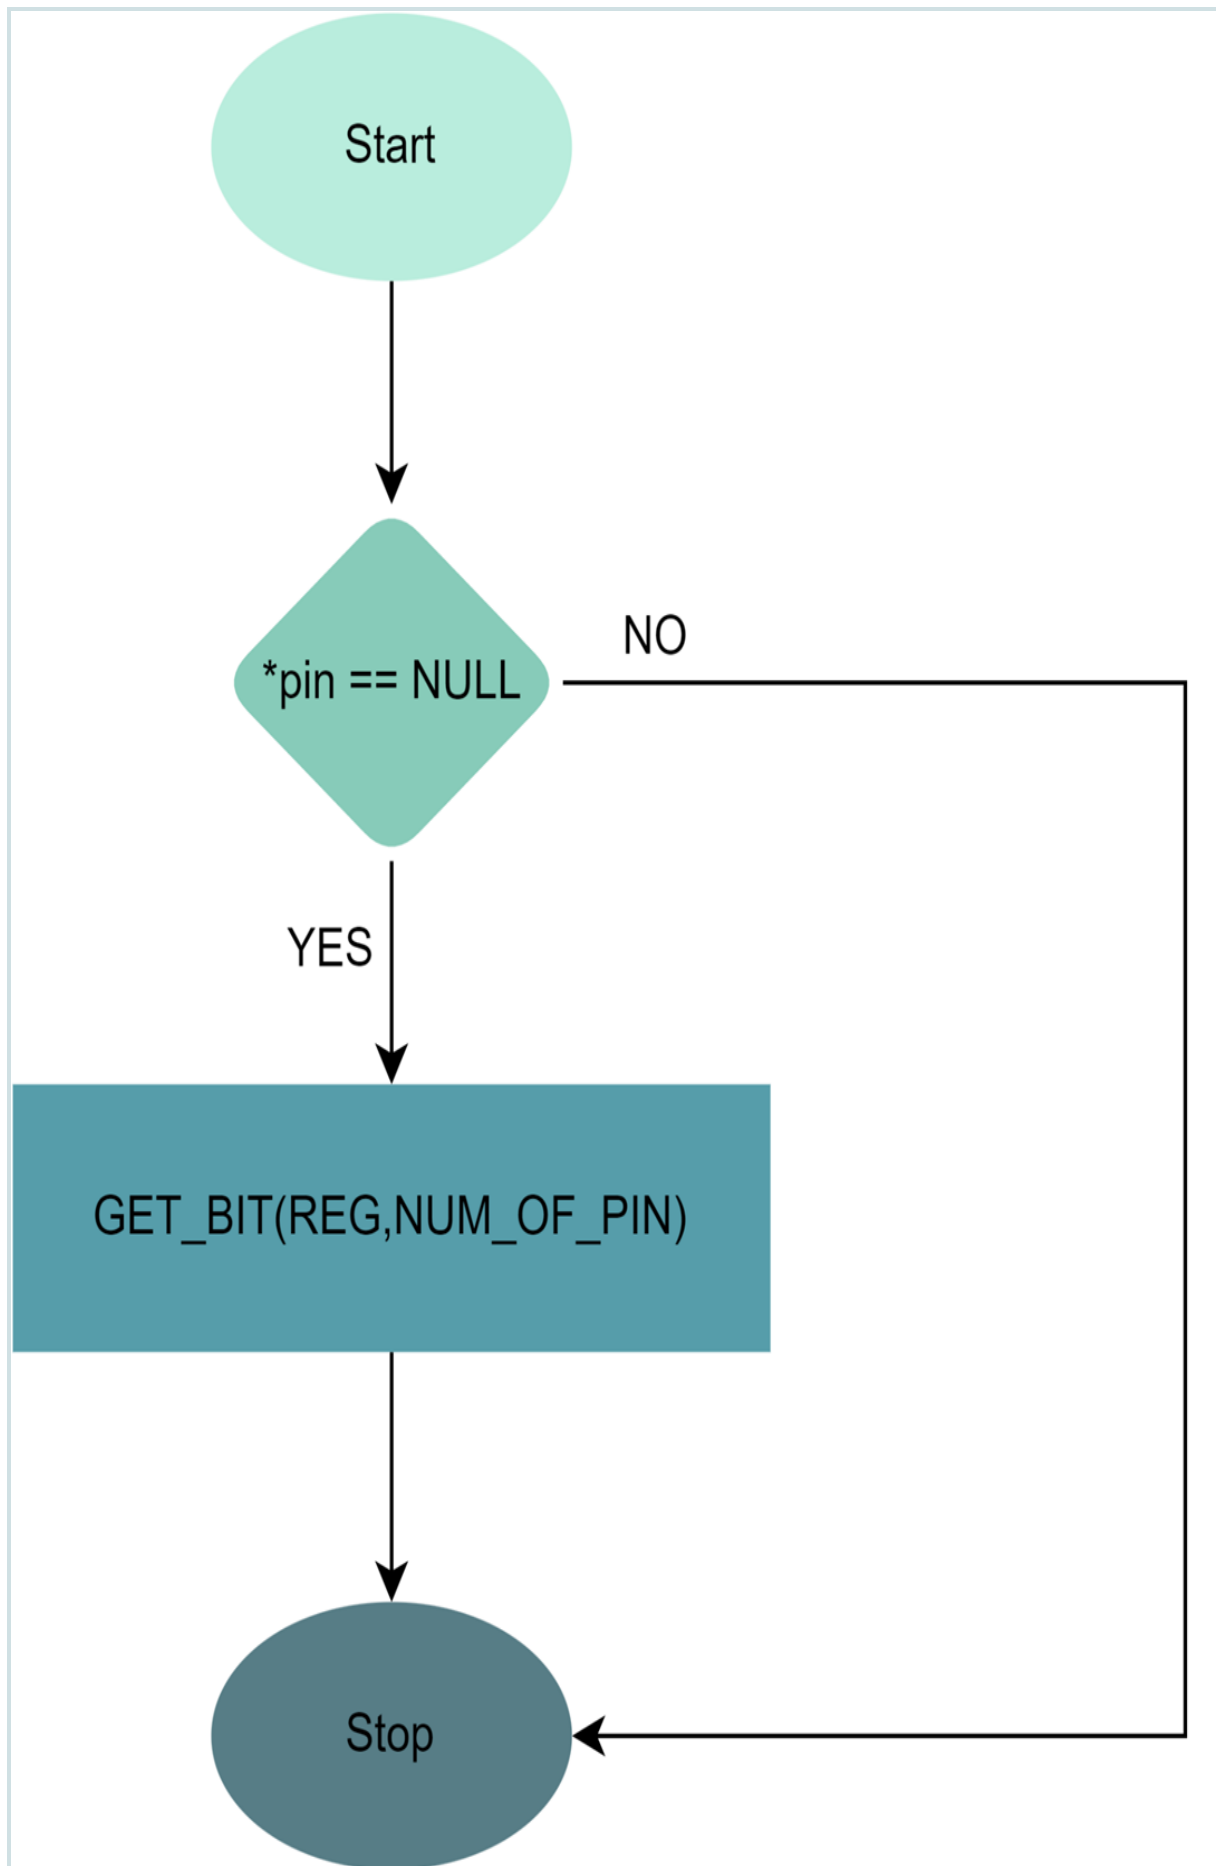 Start
*pin == NULL
NO
YES
GET_BIT(REG,NUM_OF_PIN)
Stop